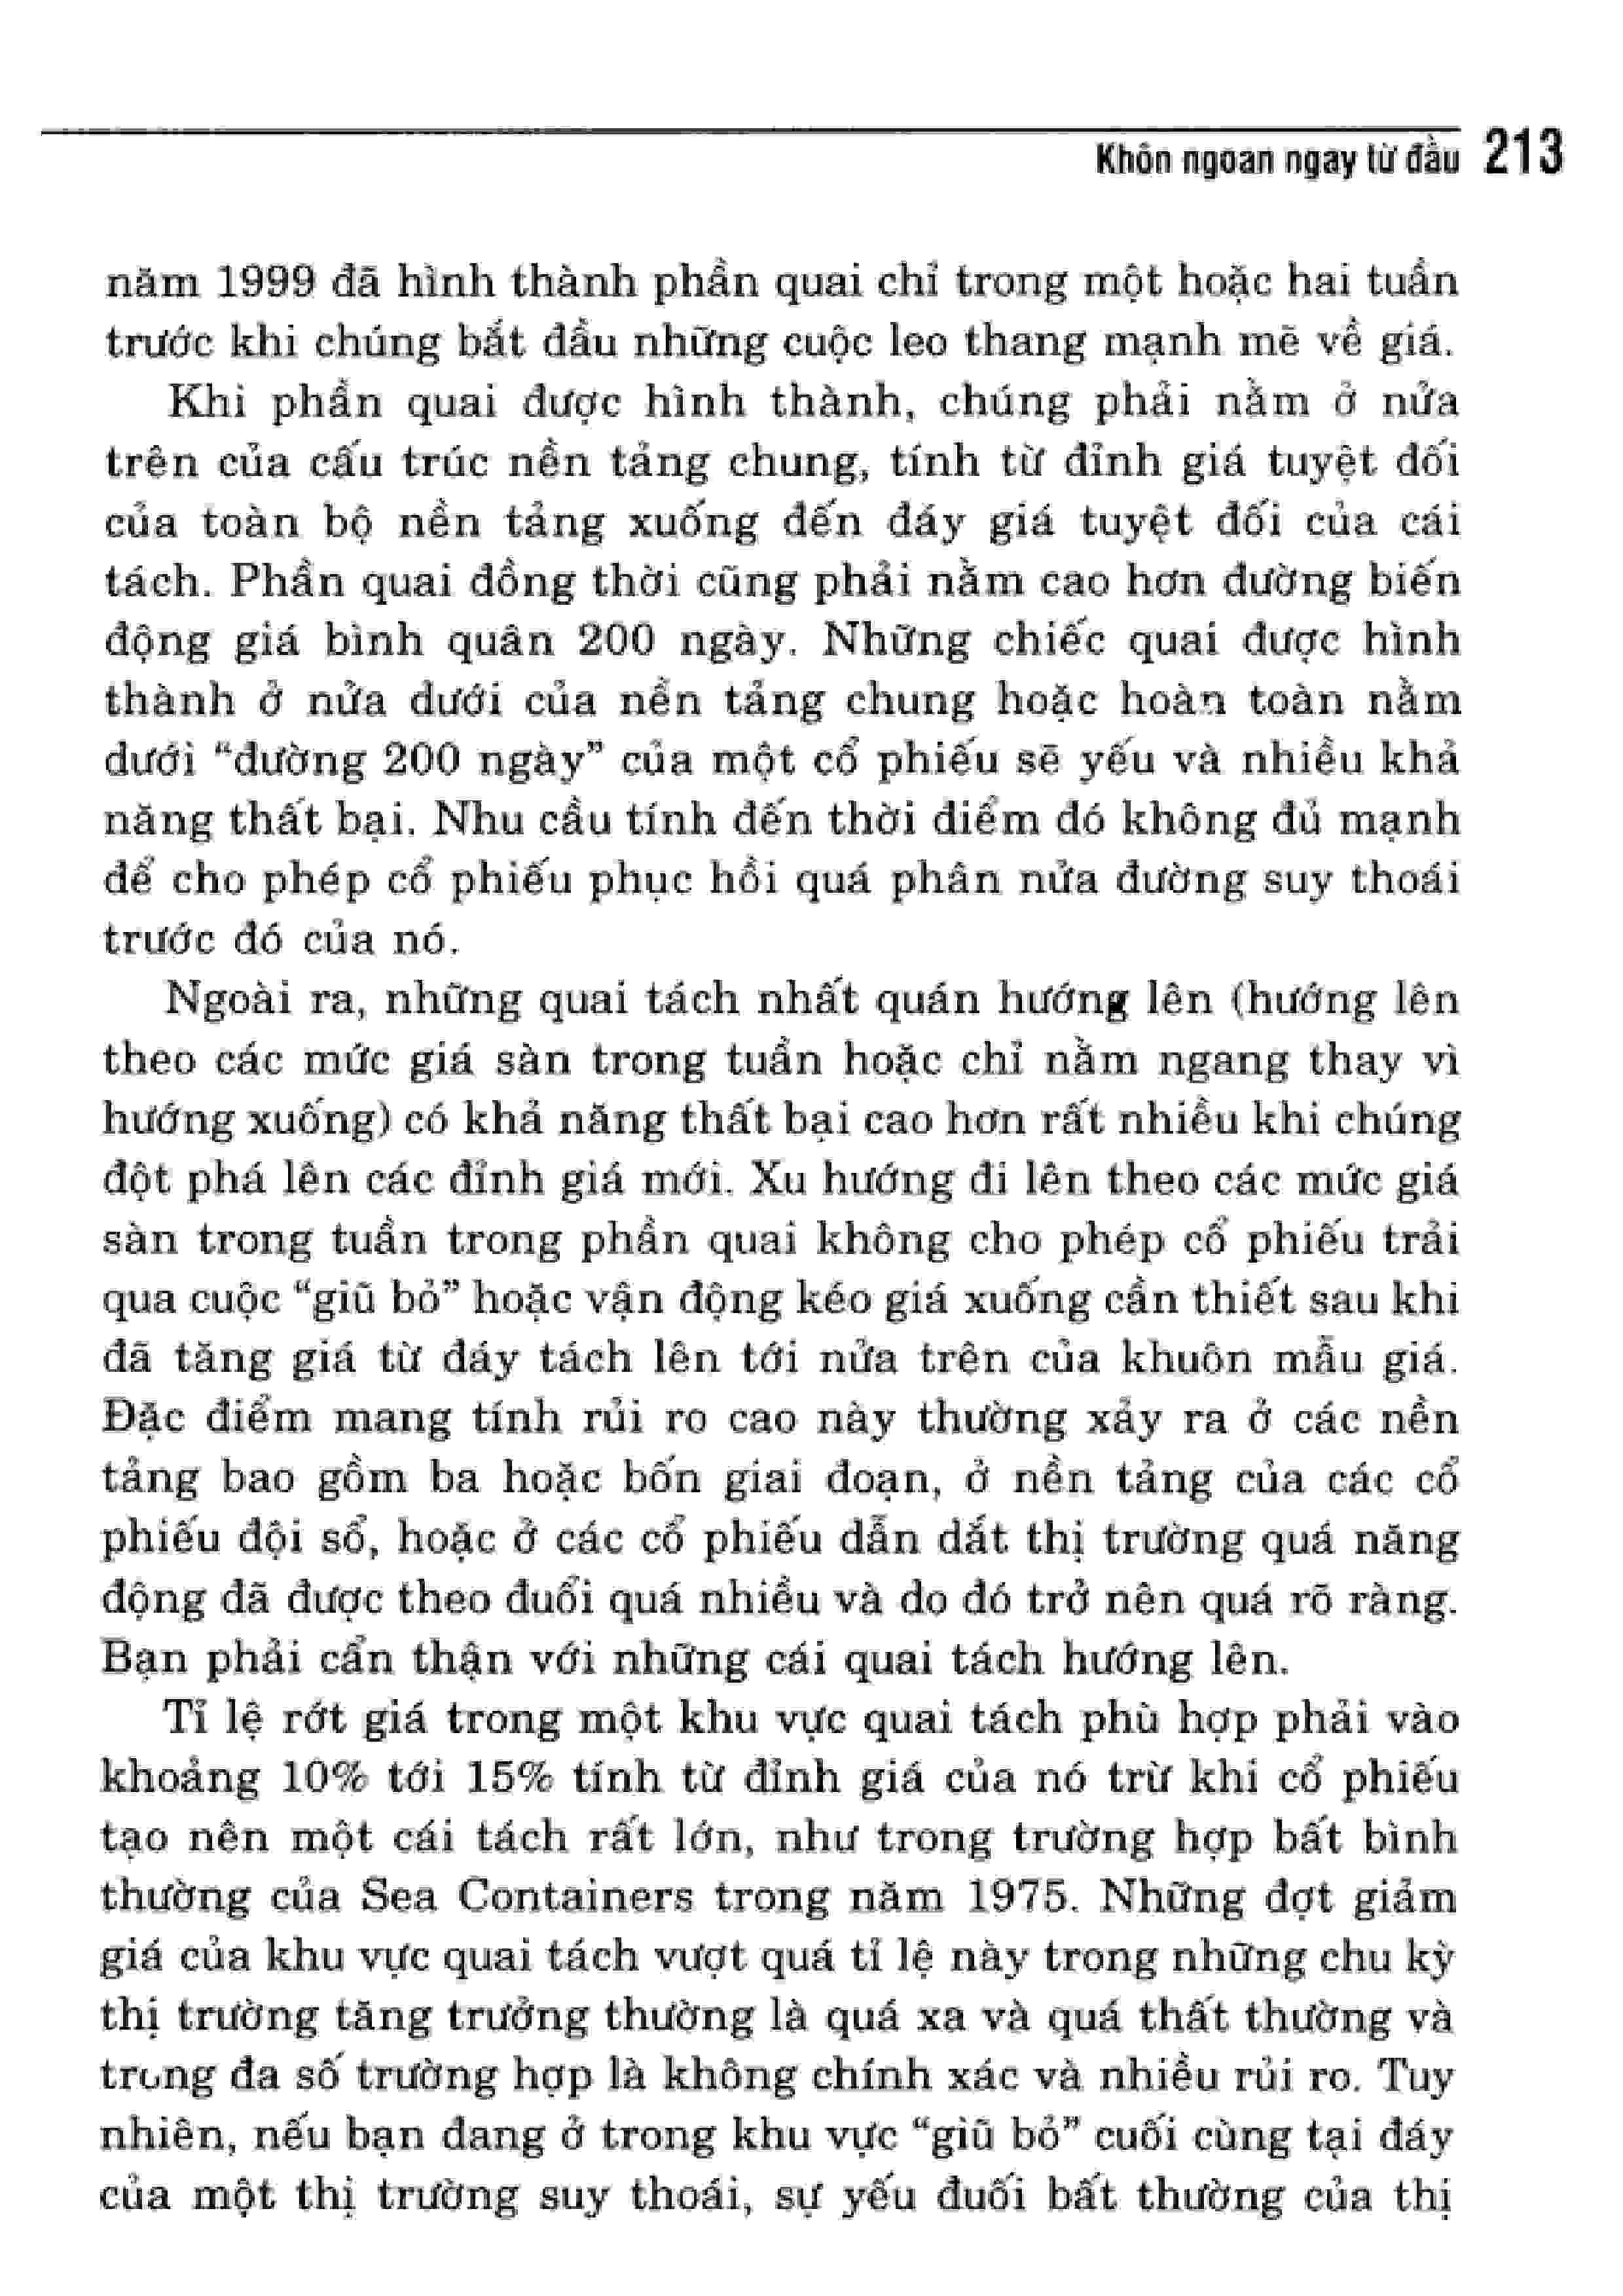 Khôn ngoan ngay từ đầu 213
năm 1999 đã hình thành phần quai chỉ trong một hoặc hai tuần
trước khi chúng bắt đầu những cuộc leo thang mạnh mẽ về giá.
Khi phần quai được hình thành, chúng phải nằm ở nửa
trên của cấu trúc nền tảng chung, tính từ đỉnh giá tuyệt đối
của toàn bộ nền tảng xuống đến đáy giá tuyệt đối của cái
tách. Phần quai đồng thời cũng phải nằm cao hơn đường biến
động giá bình quân 200 ngày. Những chiếc quai được hình
thành ở nửa dưới của nền tảng chung hoặc hoàn toàn nằm
dưới “đường 200 ngày” của một cổ phiếu sẽ yếu và nhiều khả
năng thất bại. Nhu cầu tính đến thời điểm đó không đủ mạnh
để cho phép cổ phiếu phục hồi quá phân nửa đường suy thoái
trước đó của nó.
Ngoài ra, những quai tách nhất quán hướng lên (hướng lên
theo các mức giá sàn trong tuần hoặc chỉ nằm ngang thay vì
hướng xuống) có khả năng thất bại cao hơn rất nhiều khi chúng
đột phá lên các đỉnh giá mới. Xu hướng đi lên theo các mức giá
sàn trong tuần trong phần quai không cho phép cổ phiếu trải
qua cuộc “giũ bỏ” hoặc vận động kéo giá xuống cần thiết sau khi
đã tăng giá từ đáy tách lên tới nửa trên của khuôn mẫu giá.
Đặc điểm mang tính rủi ro cao này thường xảy ra ở các nền
tảng bao gồm ba hoặc bốn giai đoạn, ở nền tảng của các cổ
phiếu đội sổ, hoặc ở các cổ phiếu dẫn dắt thị trường quá năng
động đã được theo đuổi quá nhiều và do đó trở nên quá rõ ràng.
Bạn phải cẩn thận với những cái quai tách hướng lên.
Tỉ lệ rớt giá trong một khu vực quai tách phù hợp phải vào
khoảng 10% tới 15% tính từ đỉnh giá của nó trừ khi cổ phiếu
tạo nên một cái tách rất lớn, như trong trường hợp bất bình
thường của Sea Containers trong năm 1975. Những đợt giảm
giá của khu vực quai tách vượt quá tỉ lệ này trong những chu kỳ
thị trường tăng trưởng thường là quá xa và quá thất thường và
trong đa số trường hợp là không chính xác và nhiều rủi ro. Tuy
nhiên, nếu bạn đang ở trong khu vực “giũ bỏ” cuối cùng tại đáy
của một thị trường suy thoái, sự yếu đuối bất thường của thị